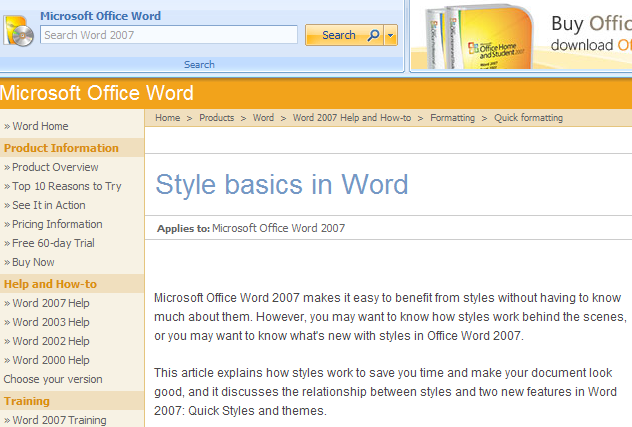 Microsoft Office Word
Search Word 2007
Search
Search
Buy Offic
download Of
Office Home
and Student 2007
Microsoft Office Word
Home > Products > Word > Word 2007 Help and How-to > Formatting > Quick formatting
» Word Home
Product Information
» Product Overview
» Top 10 Reasons to Try
» See It in Action
» Pricing Information
» Free 60-day Trial
» Buy Now
Help and How-to
» Word 2007 Help
» Word 2003 Help
» Word 2002 Help
» Word 2000 Help
Choose your version
Training
» Word 2007 Training
Style basics in Word
Applies to: Microsoft Office Word 2007
Microsoft Office Word 2007 makes it easy to benefit from styles without having to know
much about them. However, you may want to know how styles work behind the scenes,
or you may want to know what's new with styles in Office Word 2007.
This article explains how styles work to save you time and make your document look
good, and it discusses the relationship between styles and two new features in Word
2007: Quick Styles and themes.